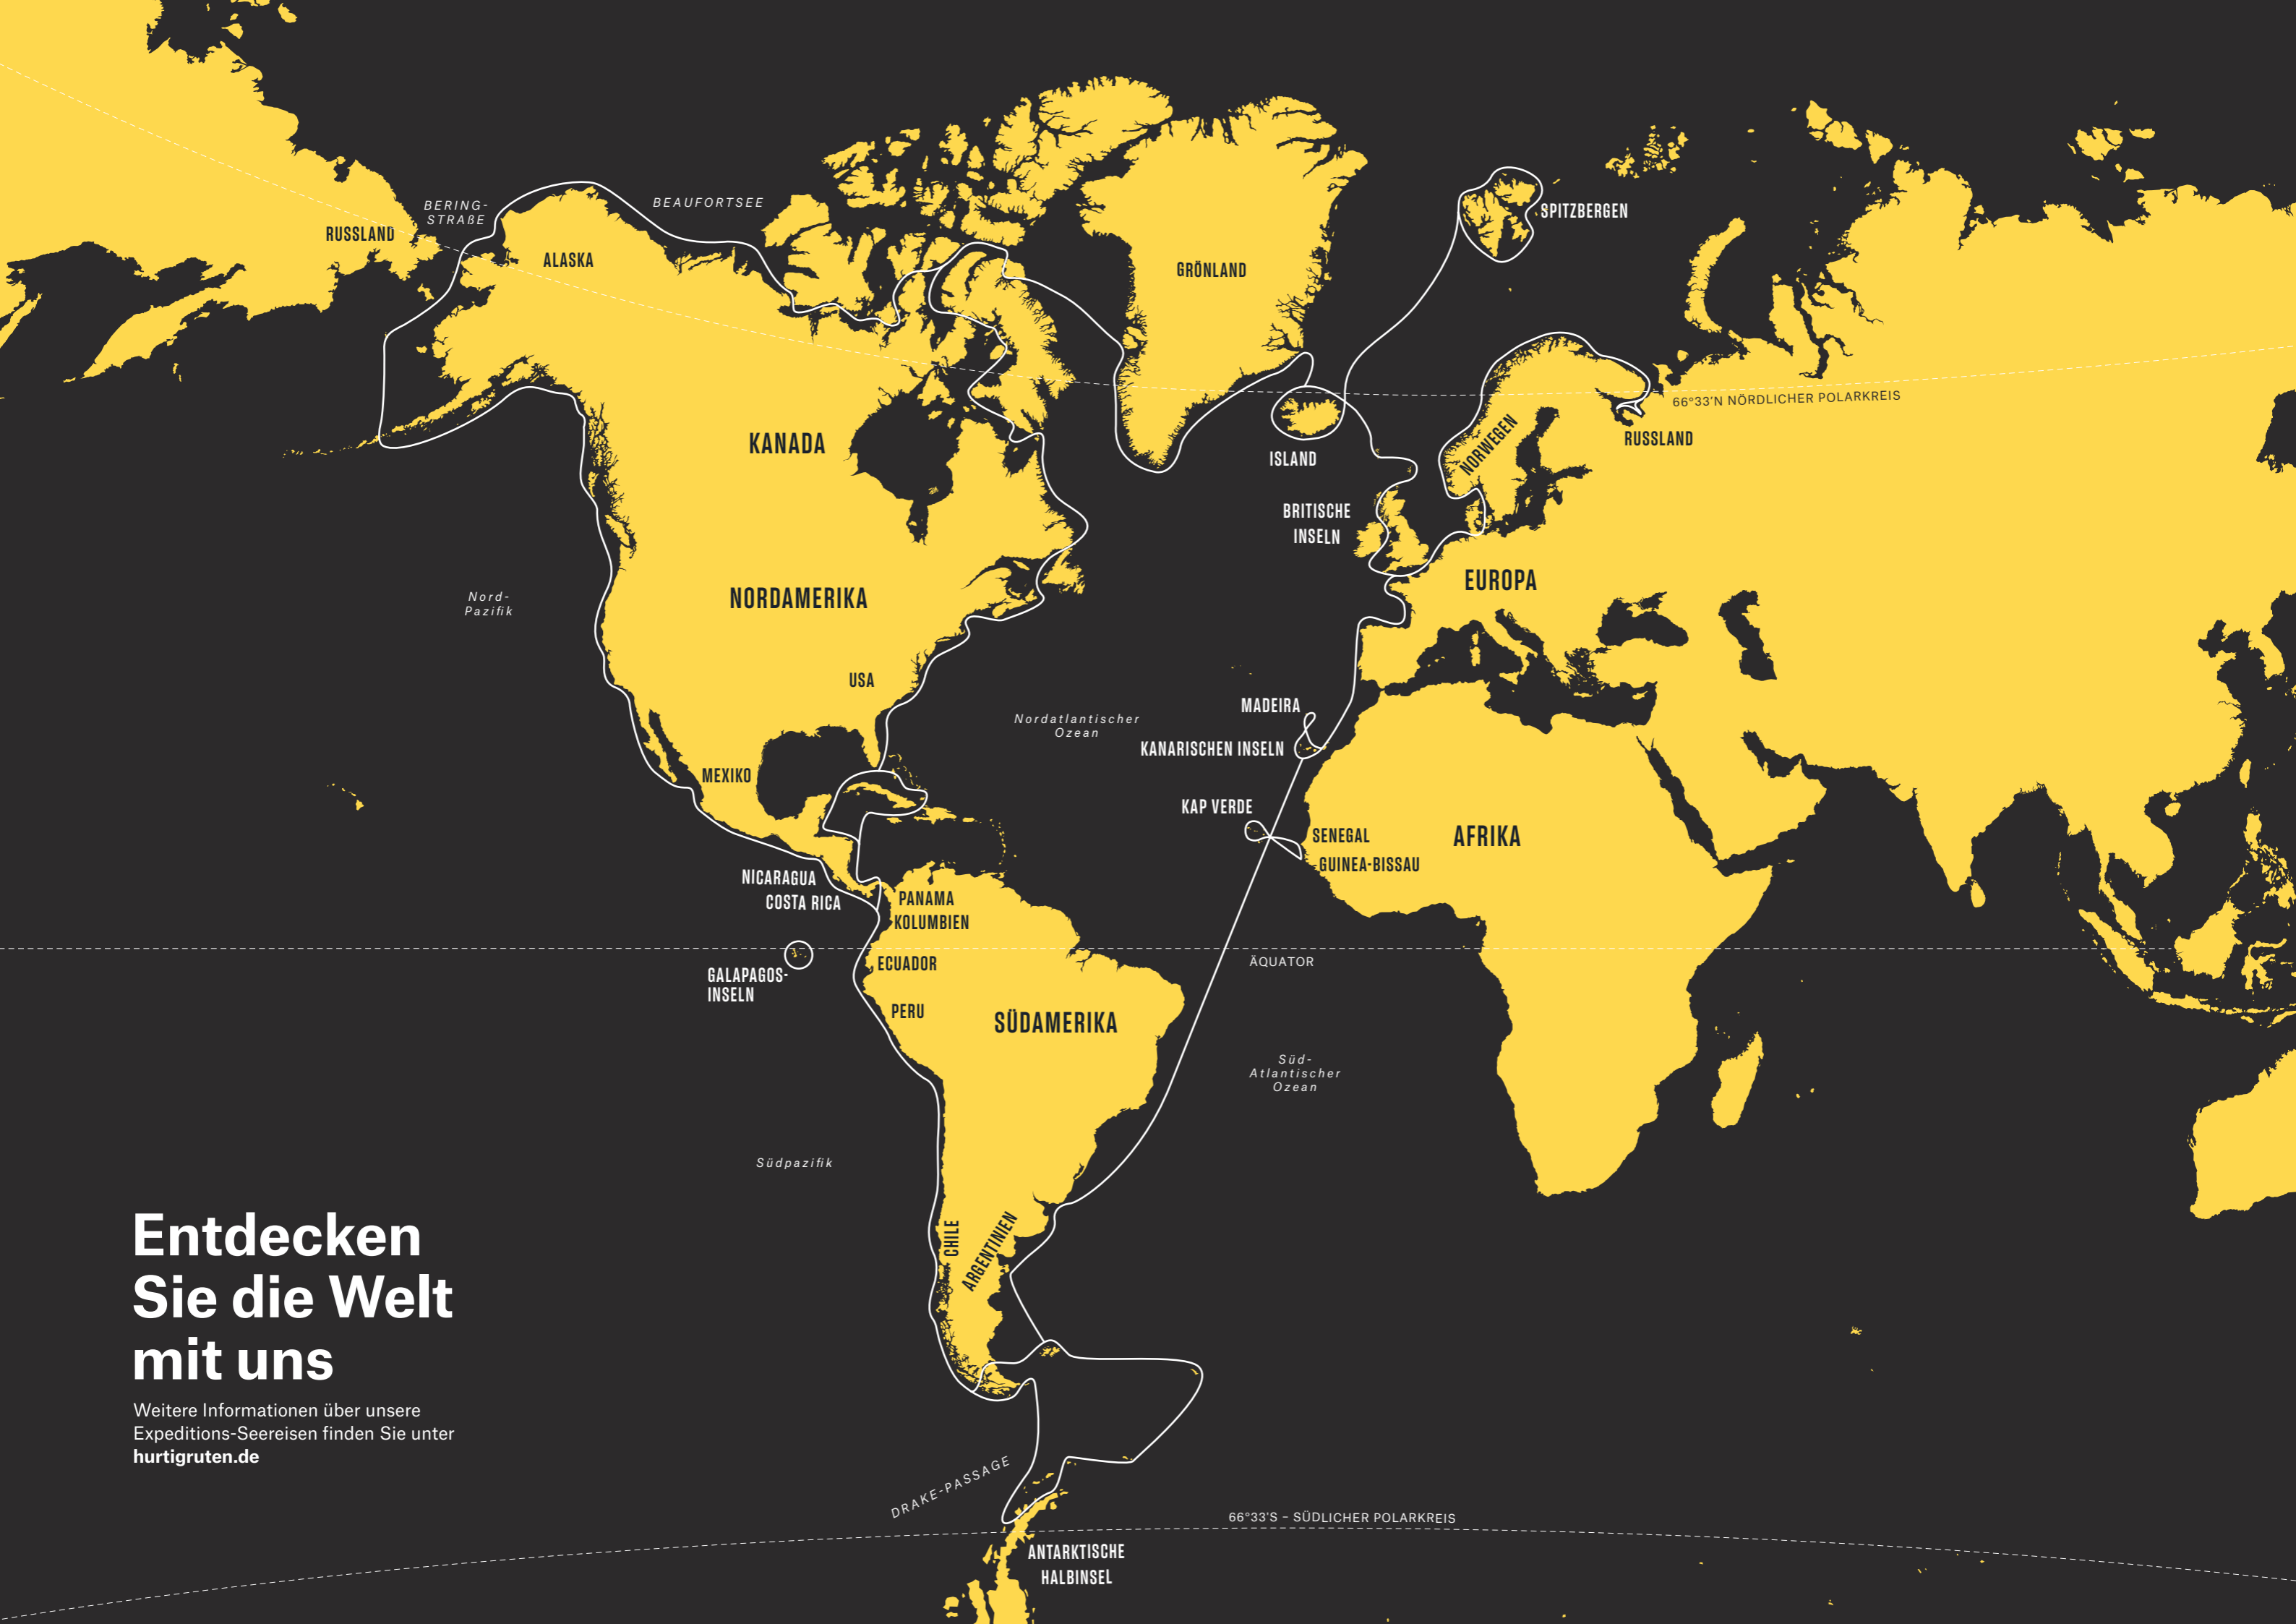 BERING-
STRAßE
BEAUFORTSEE
RUSSLAND
ALASKA
GRÖNLAND
SPITZBERGEN
66°33'N NÖRDLICHER POLARKREIS
RUSSLAND
NORWEGEN
KANADA
ISLAND
BRITISCHE
INSELN
EUROPA
Nord-
Pazifik
NORDAMERIKA
USA
Nordatlantischer
Ozean
MADEIRA
KANARISCHEN INSELN
MEXIKO
KAP VERDE
SENEGAL
GUINEA-BISSAU
AFRIKA
NICARAGUA
COSTA RICA
PANAMA
KOLUMBIEN
GALAPAGOS-
INSELN
ECUADOR
ÄQUATOR
PERU
SÜDAMERIKA
Süd-
Atlantischer
Ozean
Südpazifik
CHILE
ARGENTINIEN
Entdecken
Sie die Welt
mit uns
Weitere Informationen über unsere
Expeditions-Seereisen finden Sie unter
hurtigruten.de
DRAKE-PASSAGE
66°33'S – SÜDLICHER POLARKREIS
ANTARKTISCHE
HALBINSEL